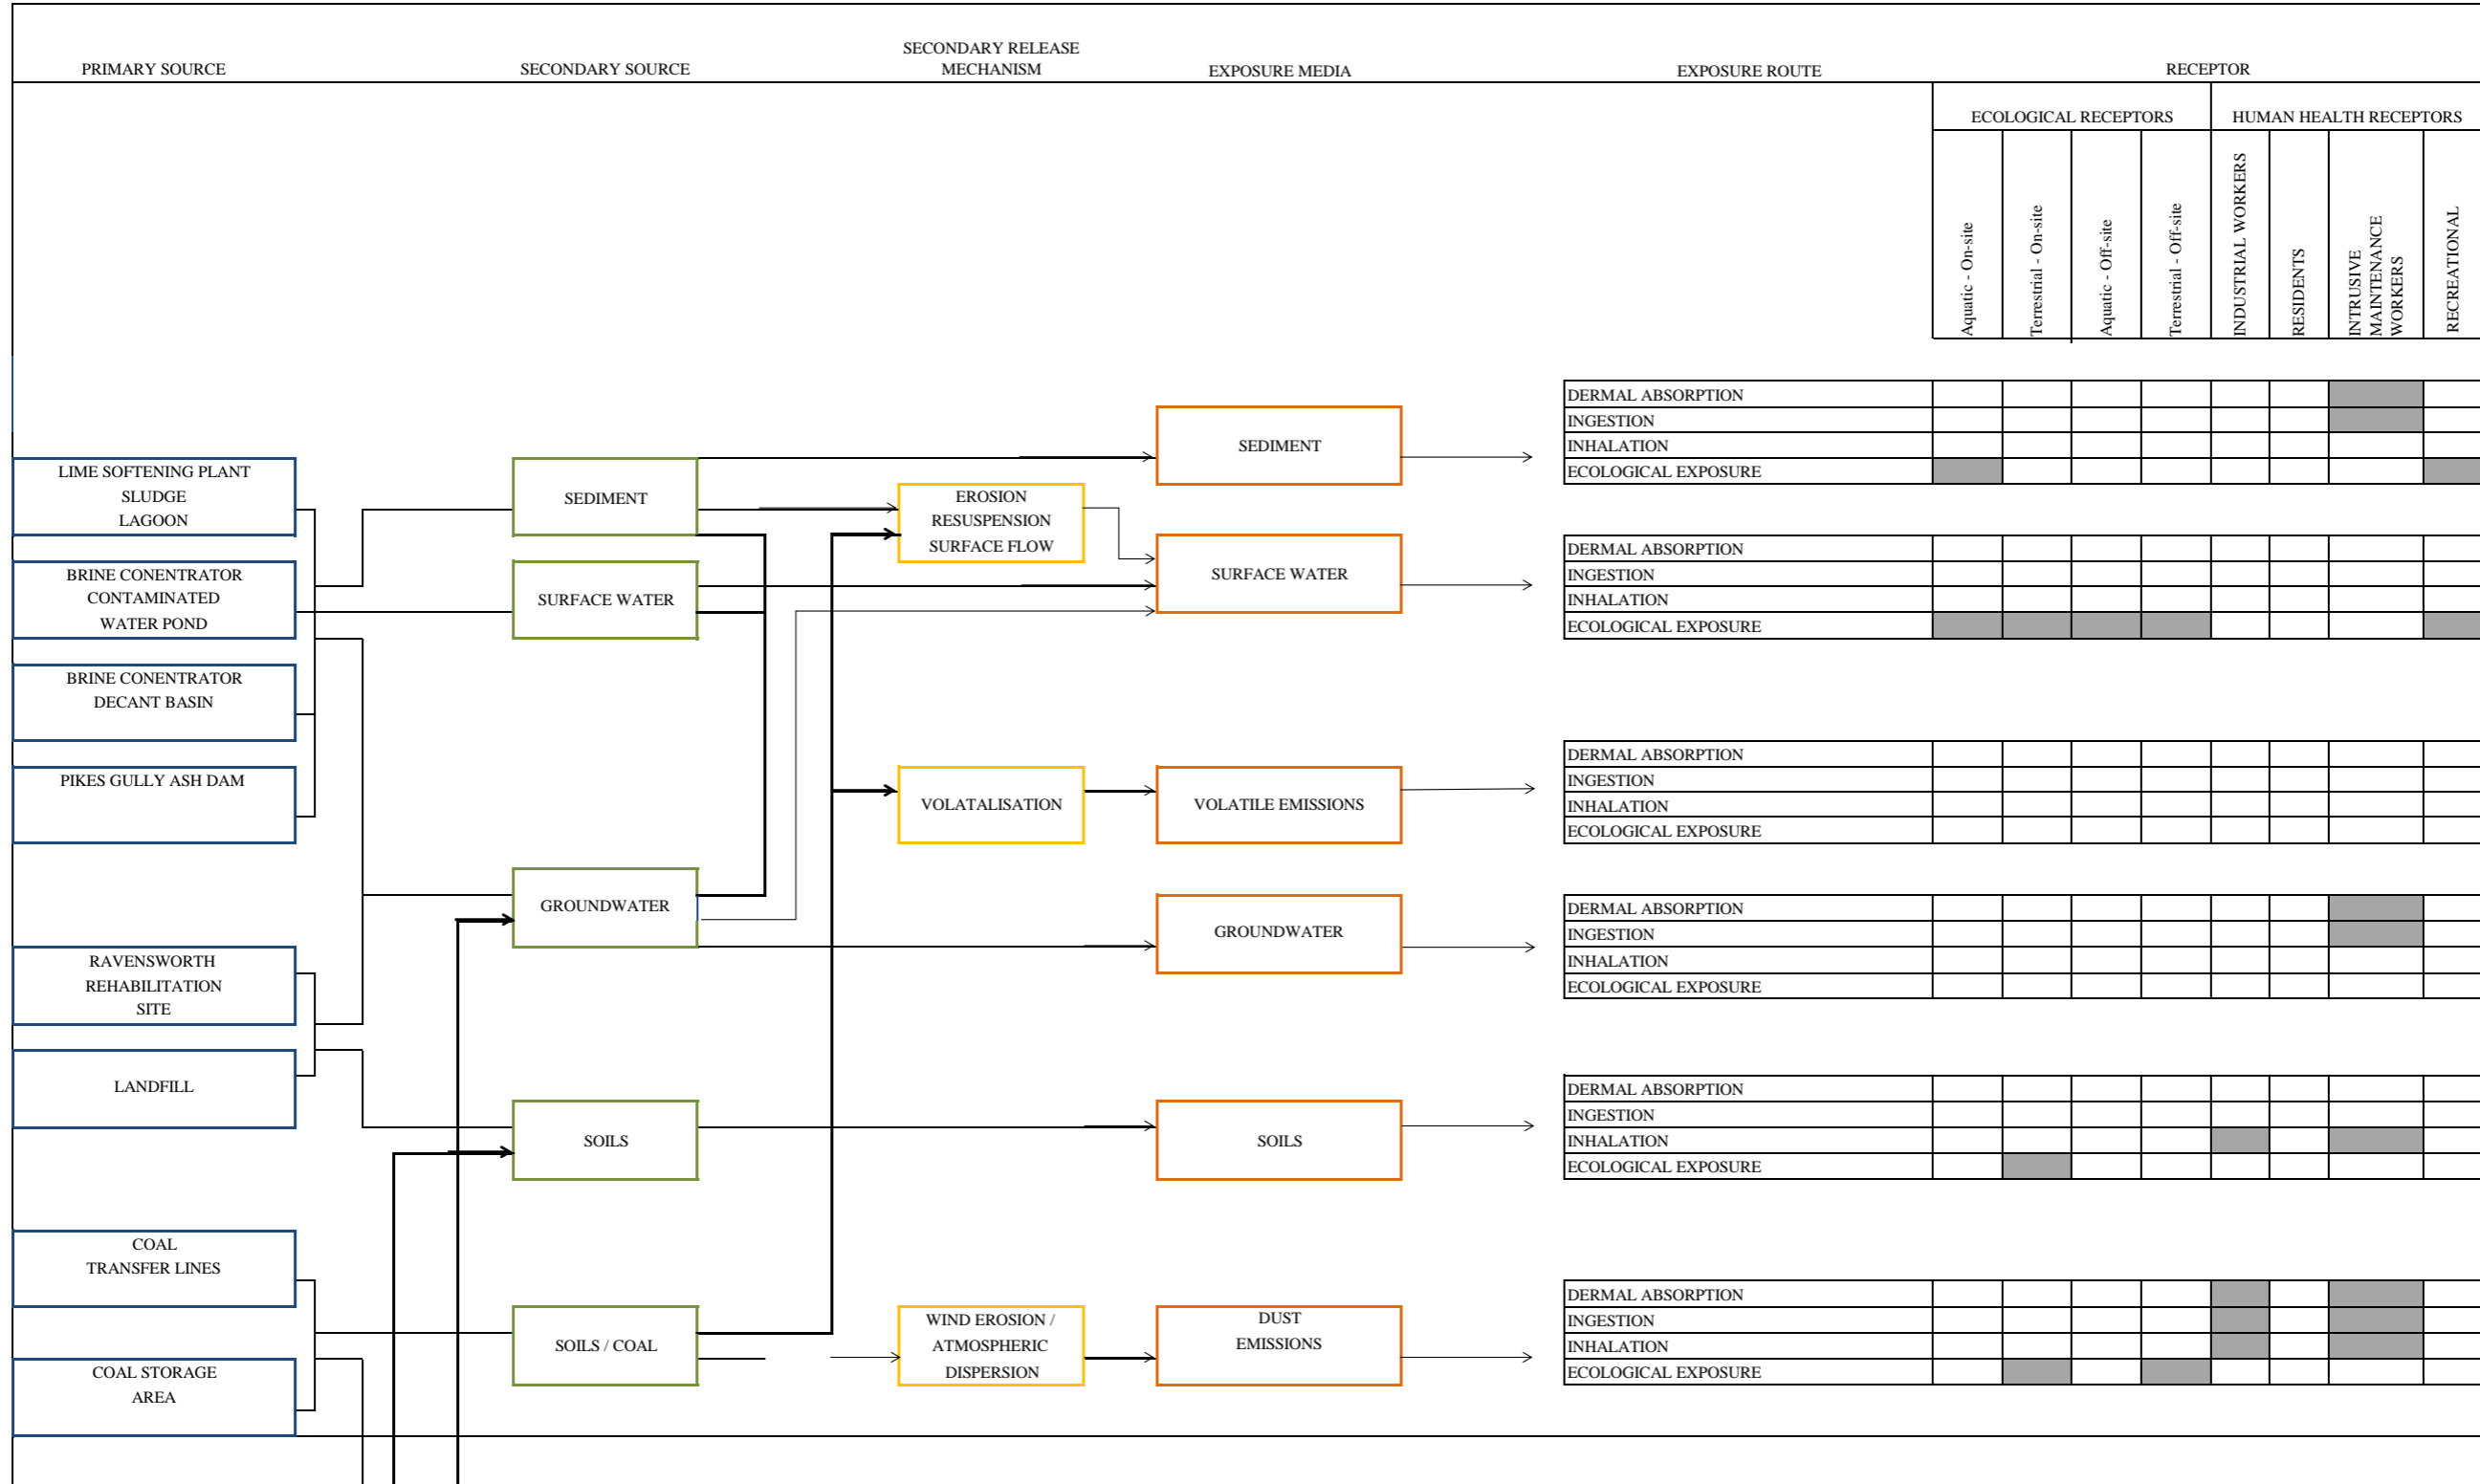 PRIMARY SOURCE
SECONDARY SOURCE
SECONDARY RELEASE
MECHANISM
EXPOSURE MEDIA
EXPOSURE ROUTE
RECEPTOR
ECOLOGICAL RECEPTORS
HUMAN HEALTH RECEPTORS
Aquatic - On-site
Terrestrial - On-site
Aquatic - Off-site
Terrestrial - Off-site
INDUSTRIAL WORKERS
RESIDENTS
INTRUSIVE
MAINTENANCE
WORKERS
RECREATIONAL
LIME SOFTENING PLANT
SLUDGE
LAGOON
BRINE CONENTRATOR
CONTAMINATED
WATER POND
BRINE CONENTRATOR
DECANT BASIN
PIKES GULLY ASH DAM
RAVENSWORTH
REHABILITATION
SITE
LANDFILL
COAL
TRANSFER LINES
COAL STORAGE
AREA
SEDIMENT
SURFACE WATER
GROUNDWATER
SOILS
SOILS / COAL
EROSION
RESUSPENSION
SURFACE FLOW
VOLATALISATION
WIND EROSION /
ATMOSPHERIC
DISPERSION
SEDIMENT
SURFACE WATER
VOLATILE EMISSIONS
GROUNDWATER
SOILS
DUST
EMISSIONS
DERMAL ABSORPTION
INGESTION
INHALATION
ECOLOGICAL EXPOSURE
DERMAL ABSORPTION
INGESTION
INHALATION
ECOLOGICAL EXPOSURE
DERMAL ABSORPTION
INGESTION
INHALATION
ECOLOGICAL EXPOSURE
DERMAL ABSORPTION
INGESTION
INHALATION
ECOLOGICAL EXPOSURE
DERMAL ABSORPTION
INGESTION
INHALATION
ECOLOGICAL EXPOSURE
DERMAL ABSORPTION
INGESTION
INHALATION
ECOLOGICAL EXPOSURE